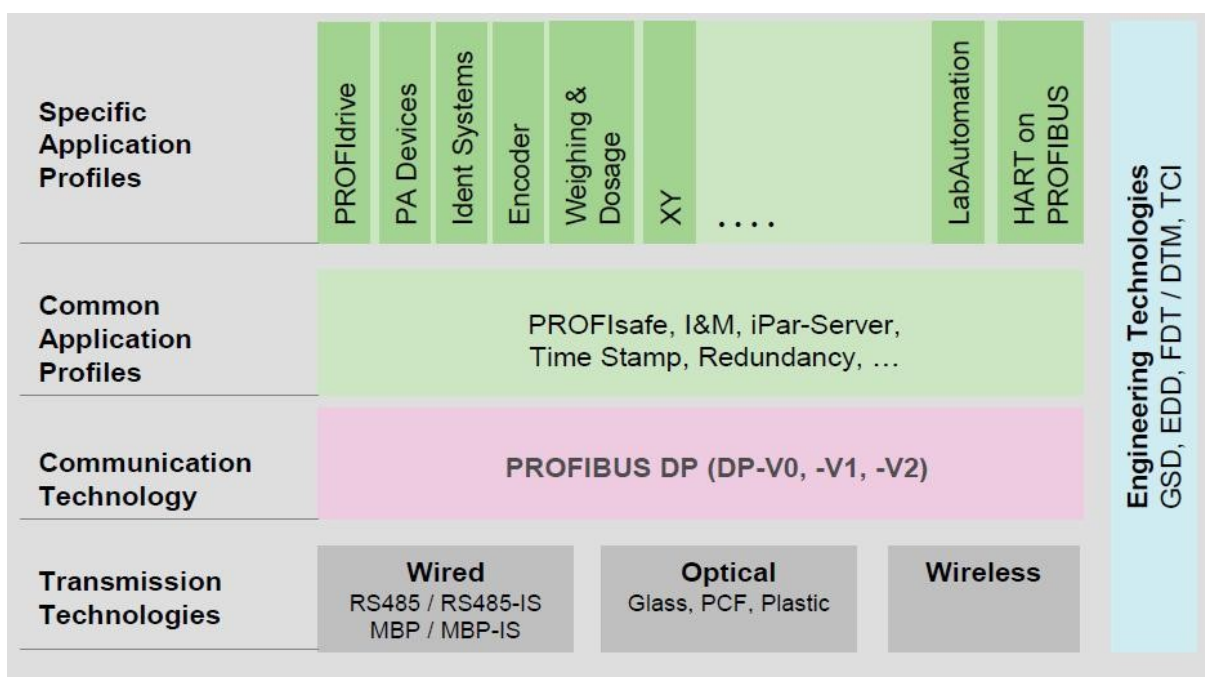 Specific
Application
Profiles
PROFIdrive
PA Devices
Ident Systems
Encoder
Weighing &
Dosage
XY
....
LabAutomation
HART on
PROFIBUS
Common
Application
Profiles
PROFIsafe, I&M, iPar-Server,
Time Stamp, Redundancy, …
Communication
Technology
PROFIBUS DP (DP-V0, -V1, -V2)
Transmission
Technologies
Wired
RS485 / RS485-IS
MBP / MBP-IS
Optical
Glass, PCF, Plastic
Wireless
Engineering Technologies
GSD, EDD, FDT / DTM, TCI